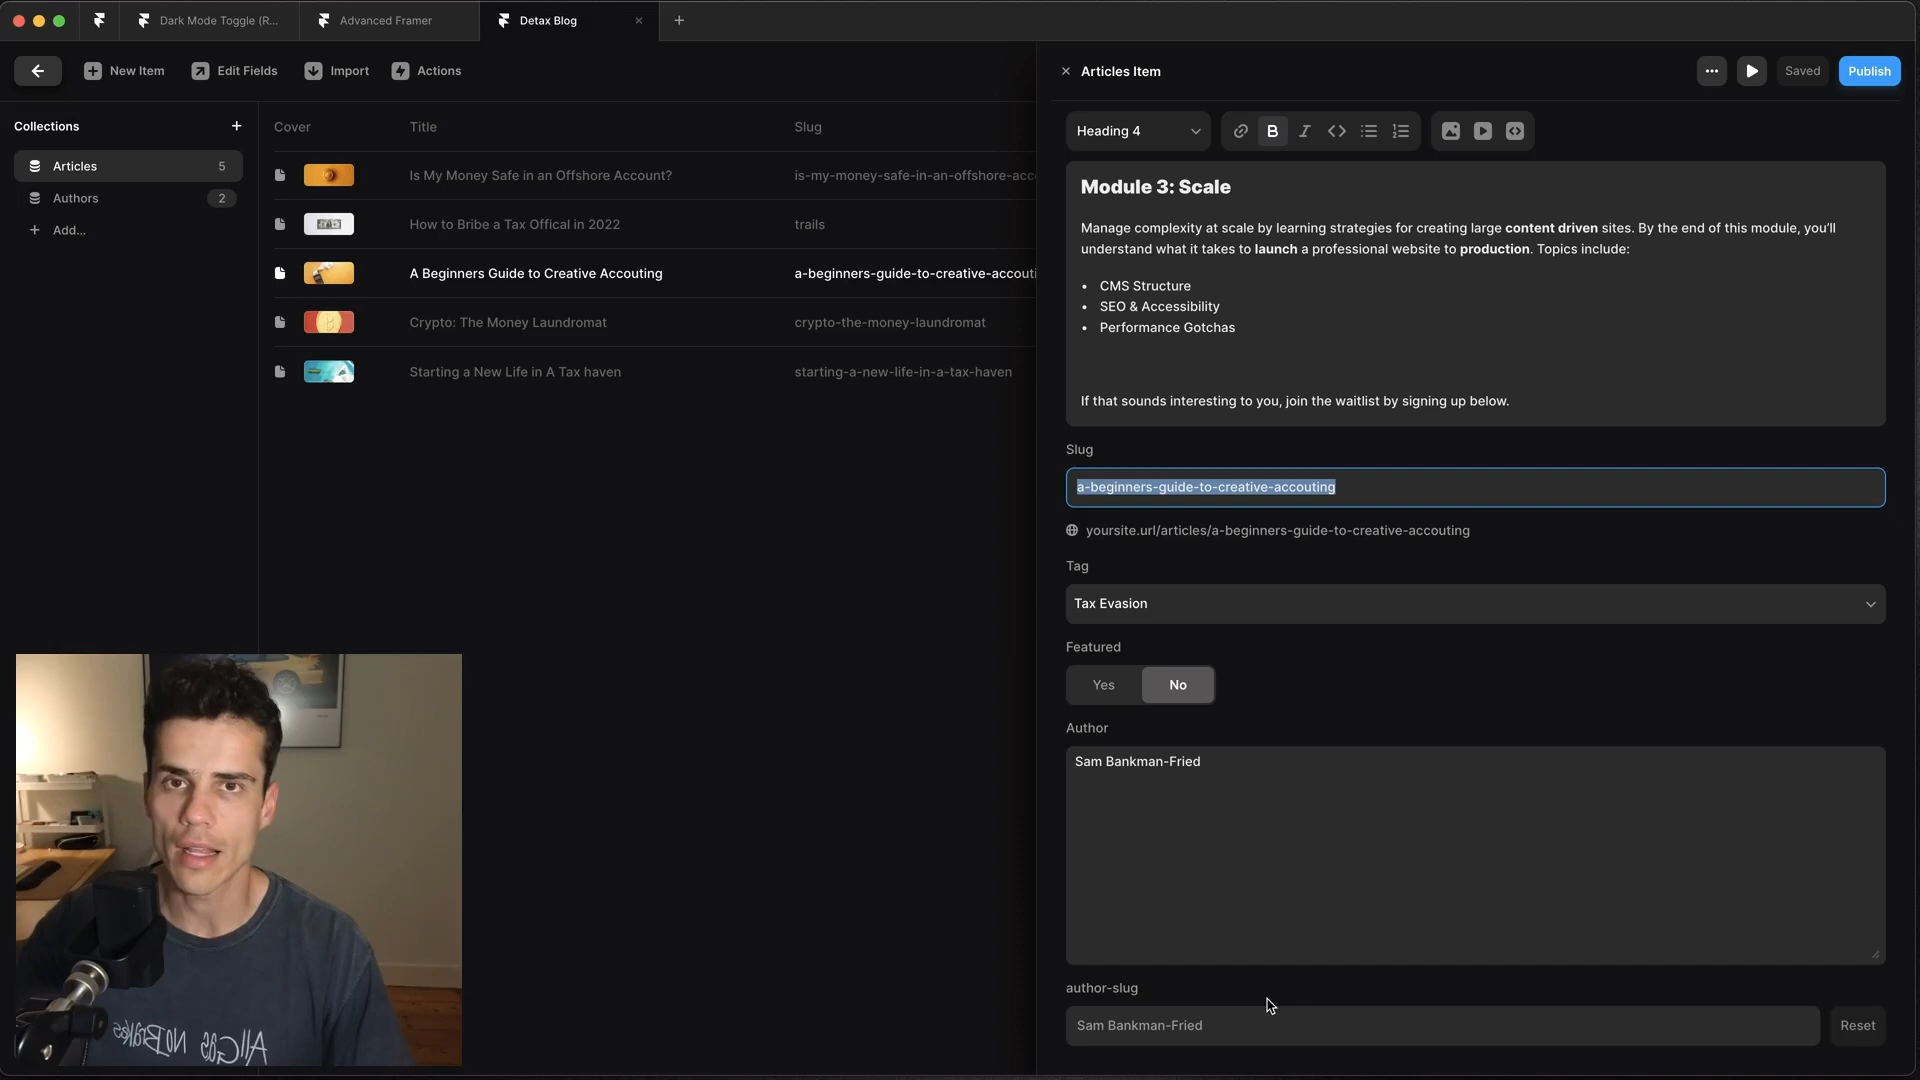 Dark Mode Toggle (R...
Advanced Framer
Detax Blog
New Item
Edit Fields
Import
Actions
Articles Item
Saved
Publish
Collections
Articles
5
Authors
2
Add...
Cover
Title
Slug
Is My Money Safe in an Offshore Account?
is-my-money-safe-in-an-offshore-acc
How to Bribe a Tax Offical in 2022
trails
A Beginners Guide to Creative Accouting
a-beginners-guide-to-creative-accouti
Crypto: The Money Laundromat
crypto-the-money-laundromat
Starting a New Life in A Tax haven
starting-a-new-life-in-a-tax-haven
Heading 4
B
Module 3: Scale
Manage complexity at scale by learning strategies for creating large content driven sites. By the end of this module, you'll
understand what it takes to launch a professional website to production. Topics include:
• CMS Structure
• SEO & Accessibility
• Performance Gotchas
If that sounds interesting to you, join the waitlist by signing up below.
Slug
a-beginners-guide-to-creative-accouting
yoursite.url/articles/a-beginners-guide-to-creative-accouting
Tag
Tax Evasion
Featured
Yes
No
Author
Sam Bankman-Fried
author-slug
Sam Bankman-Fried
Reset
AllGas NoBrakes